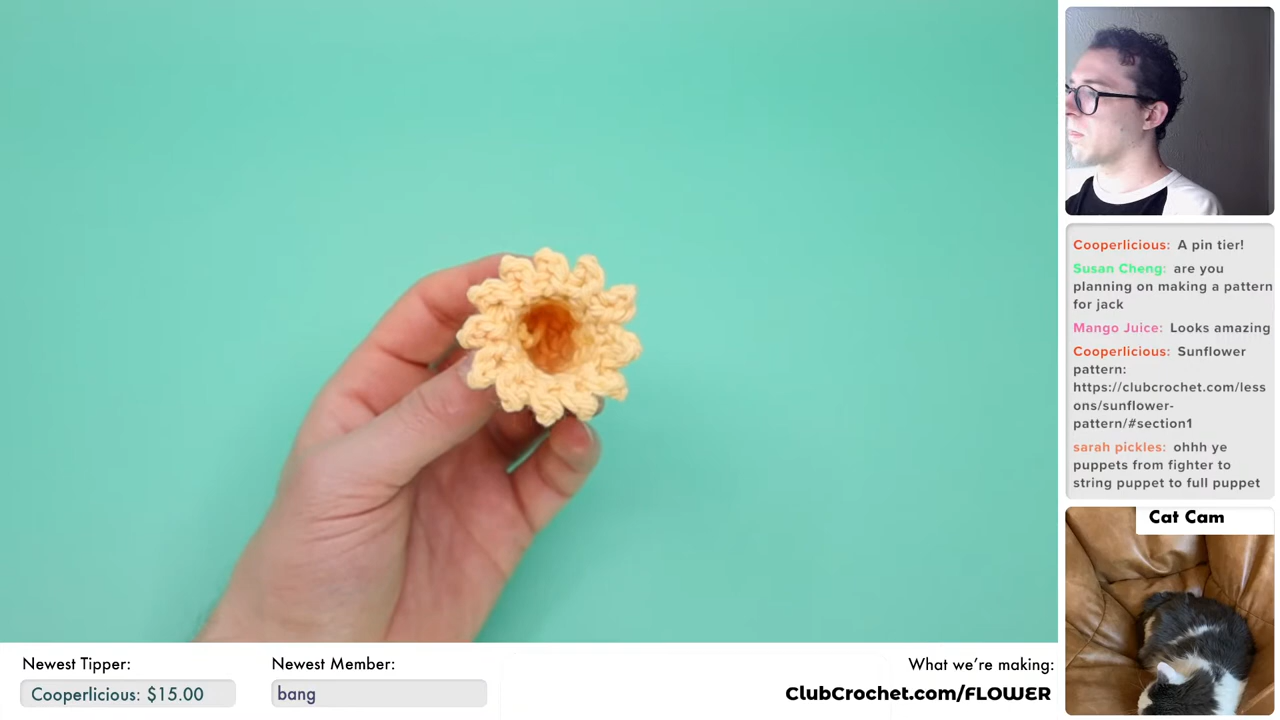 Cooperlicious: A pin tier!
Susan Cheng: are you
planning on making a pattern
for jack
Mango Juice: Looks amazing
Cooperlicious: Sunflower
pattern:
https://clubcrochet.com/less
ons/sunflower-
pattern/#section1
sarah pickles: ohhh ye
puppets from fighter to
string puppet to full puppet
Cat Cam
Newest Tipper:
Cooperlicious: $15.00
Newest Member:
bang
What we're making:
ClubCrochet.com/FLOWER